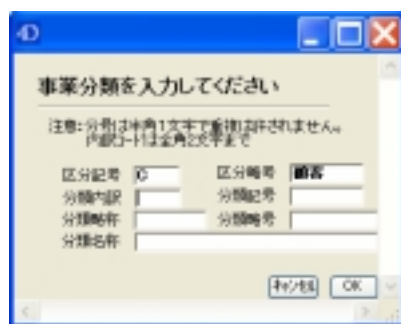 4D
事業分類を入力してください
注意:分号は半角1文字で重複は許されません。
内訳コードは全角2文字まで
区分記号 C 区分略号 顧客
分類内訳 分類記号
分類略称 分類略号
分類名称
キャンセル OK